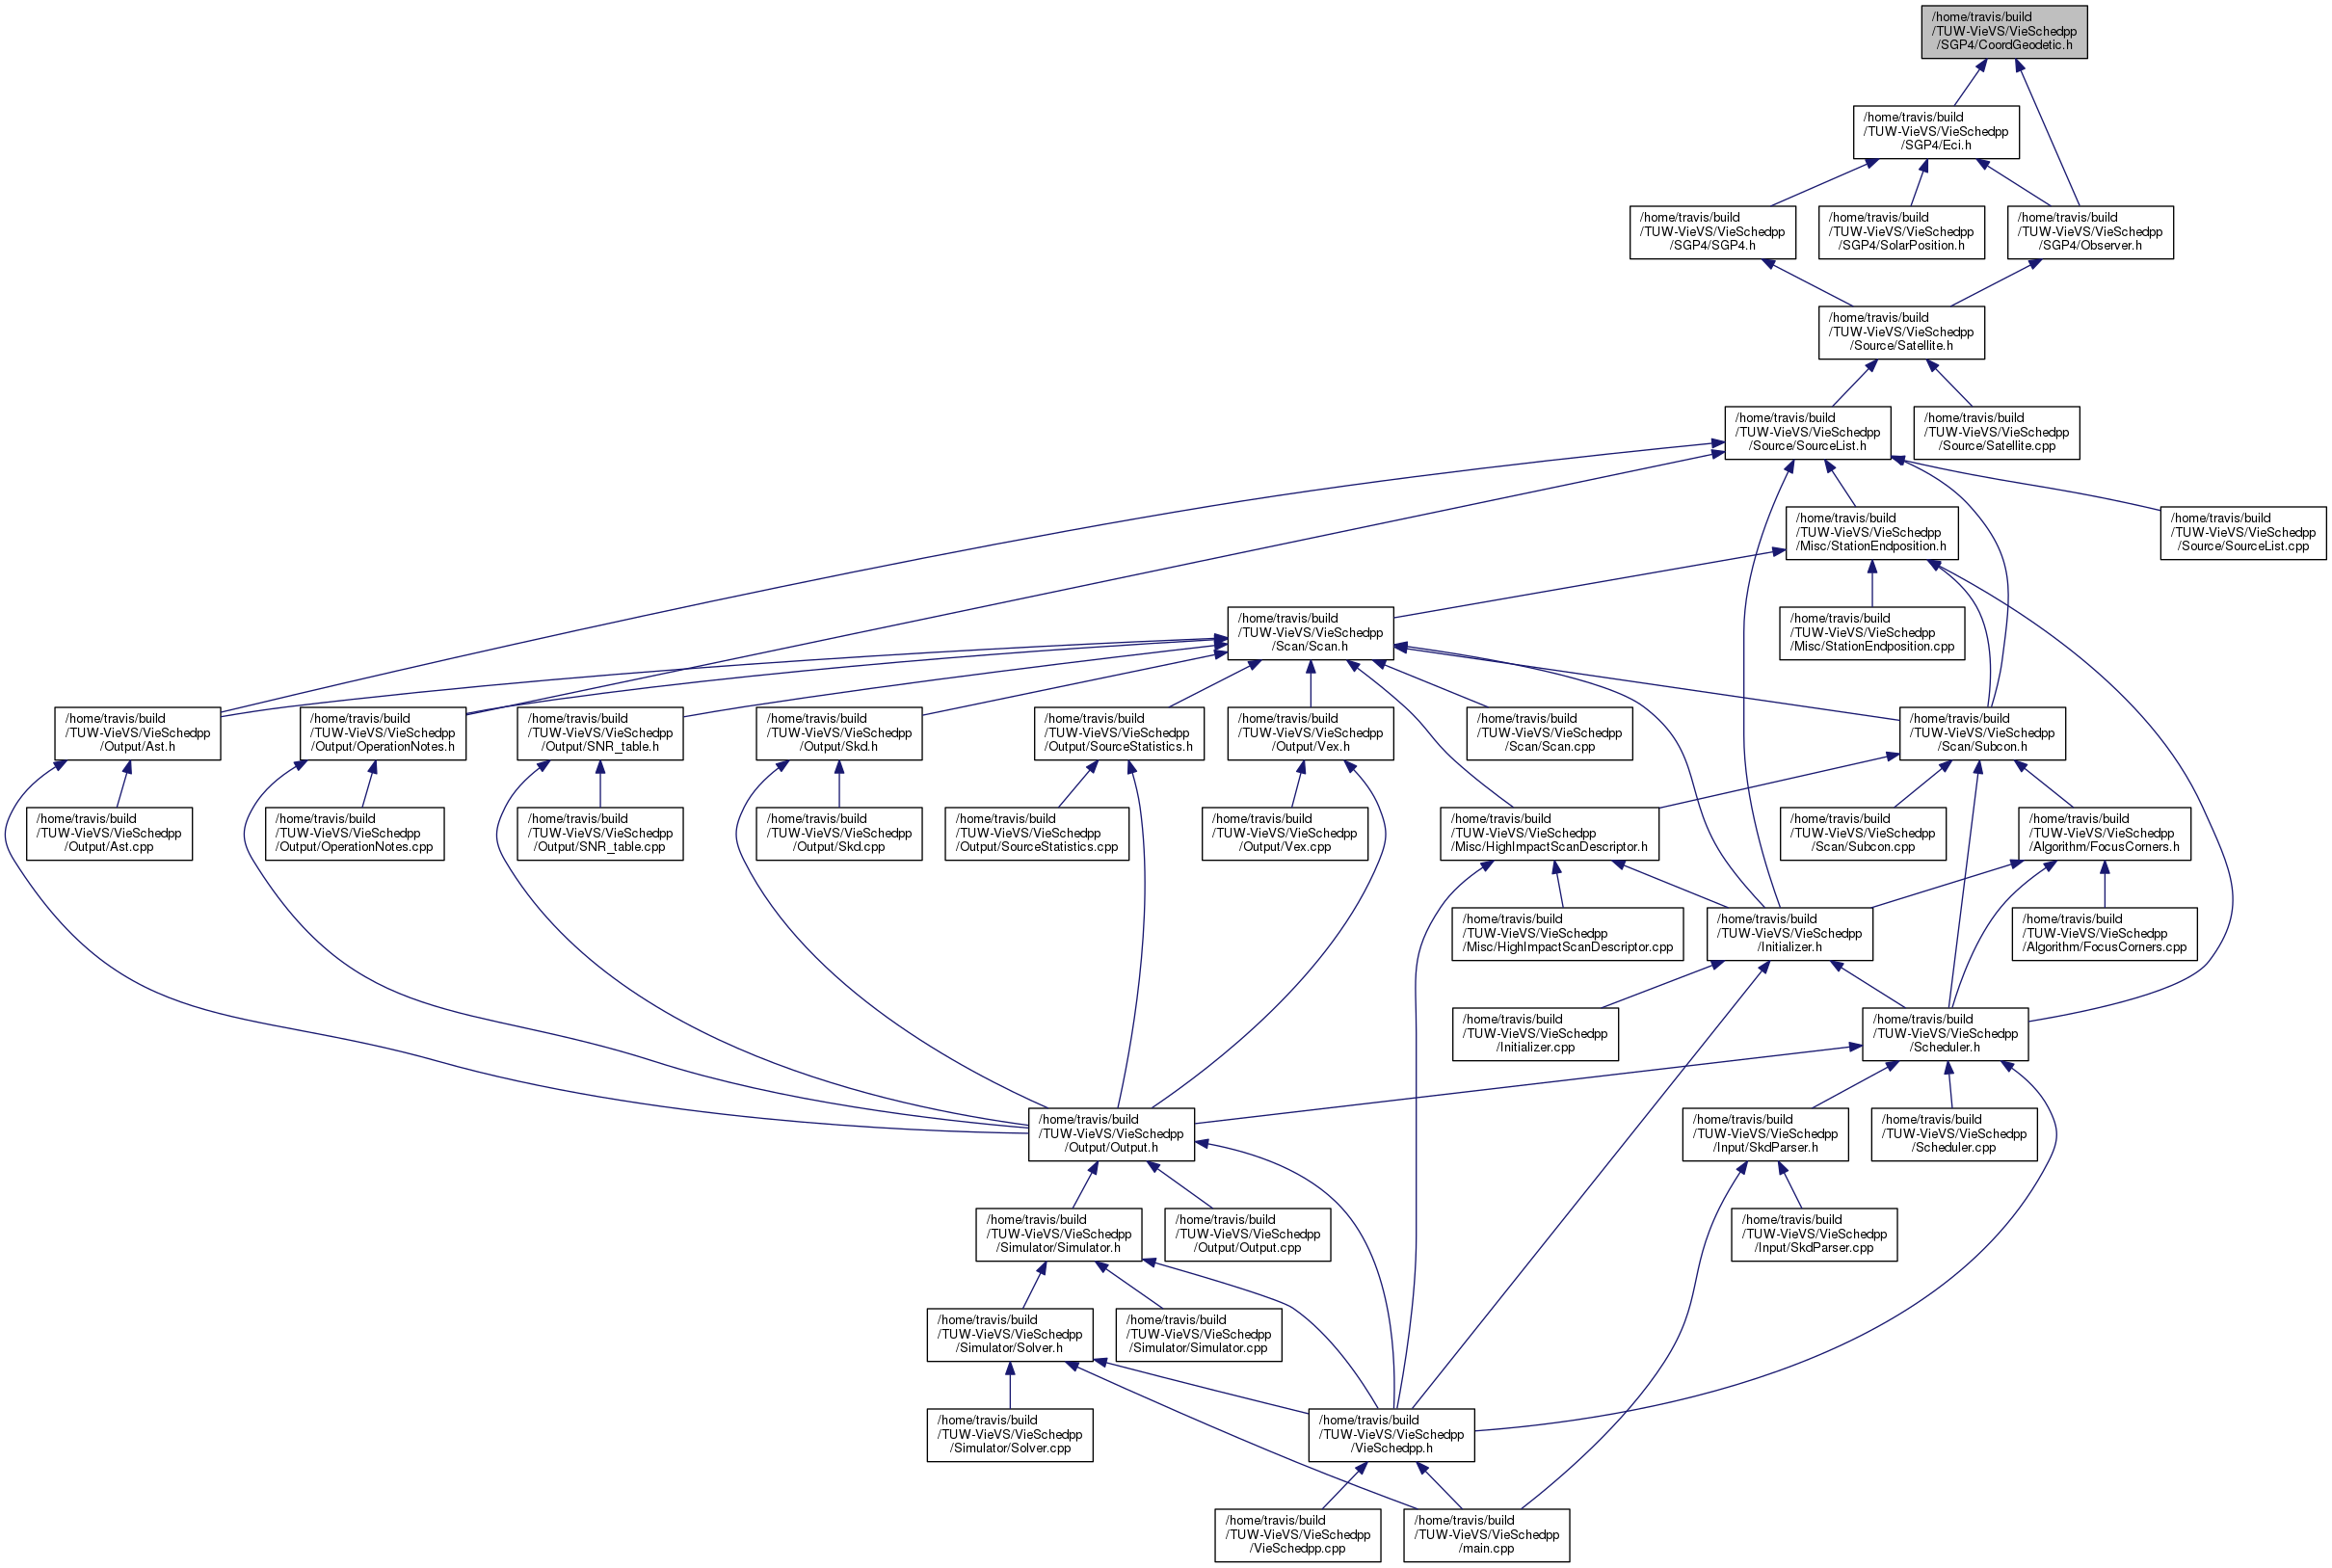 /home/travis/build
/TUW-VieVS/VieSchedpp
/SGP4/CoordGeodetic.h
/home/travis/build
/TUW-VieVS/VieSchedpp
/SGP4/Eci.h
/home/travis/build
/TUW-VieVS/VieSchedpp
/SGP4/SGP4.h
/home/travis/build
/TUW-VieVS/VieSchedpp
/SGP4/SolarPosition.h
/home/travis/build
/TUW-VieVS/VieSchedpp
/SGP4/Observer.h
/home/travis/build
/TUW-VieVS/VieSchedpp
/Source/Satellite.h
/home/travis/build
/TUW-VieVS/VieSchedpp
/Source/SourceList.h
/home/travis/build
/TUW-VieVS/VieSchedpp
/Source/Satellite.cpp
/home/travis/build
/TUW-VieVS/VieSchedpp
/Misc/StationEndposition.h
/home/travis/build
/TUW-VieVS/VieSchedpp
/Source/SourceList.cpp
/home/travis/build
/TUW-VieVS/VieSchedpp
/Scan/Scan.h
/home/travis/build
/TUW-VieVS/VieSchedpp
/Misc/StationEndposition.cpp
/home/travis/build
/TUW-VieVS/VieSchedpp
/Output/Ast.h
/home/travis/build
/TUW-VieVS/VieSchedpp
/Output/OperationNotes.h
/home/travis/build
/TUW-VieVS/VieSchedpp
/Output/SNR_table.h
/home/travis/build
/TUW-VieVS/VieSchedpp
/Output/Skd.h
/home/travis/build
/TUW-VieVS/VieSchedpp
/Output/SourceStatistics.h
/home/travis/build
/TUW-VieVS/VieSchedpp
/Output/Vex.h
/home/travis/build
/TUW-VieVS/VieSchedpp
/Scan/Scan.cpp
/home/travis/build
/TUW-VieVS/VieSchedpp
/Scan/Subcon.h
/home/travis/build
/TUW-VieVS/VieSchedpp
/Output/Ast.cpp
/home/travis/build
/TUW-VieVS/VieSchedpp
/Output/OperationNotes.cpp
/home/travis/build
/TUW-VieVS/VieSchedpp
/Output/SNR_table.cpp
/home/travis/build
/TUW-VieVS/VieSchedpp
/Output/Skd.cpp
/home/travis/build
/TUW-VieVS/VieSchedpp
/Output/SourceStatistics.cpp
/home/travis/build
/TUW-VieVS/VieSchedpp
/Output/Vex.cpp
/home/travis/build
/TUW-VieVS/VieSchedpp
/Misc/HighImpactScanDescriptor.h
/home/travis/build
/TUW-VieVS/VieSchedpp
/Scan/Subcon.cpp
/home/travis/build
/TUW-VieVS/VieSchedpp
/Algorithm/FocusCorners.h
/home/travis/build
/TUW-VieVS/VieSchedpp
/Misc/HighImpactScanDescriptor.cpp
/home/travis/build
/TUW-VieVS/VieSchedpp
/Initializer.h
/home/travis/build
/TUW-VieVS/VieSchedpp
/Algorithm/FocusCorners.cpp
/home/travis/build
/TUW-VieVS/VieSchedpp
/Initializer.cpp
/home/travis/build
/TUW-VieVS/VieSchedpp
/Scheduler.h
/home/travis/build
/TUW-VieVS/VieSchedpp
/Output/Output.h
/home/travis/build
/TUW-VieVS/VieSchedpp
/Input/SkdParser.h
/home/travis/build
/TUW-VieVS/VieSchedpp
/Scheduler.cpp
/home/travis/build
/TUW-VieVS/VieSchedpp
/Simulator/Simulator.h
/home/travis/build
/TUW-VieVS/VieSchedpp
/Output/Output.cpp
/home/travis/build
/TUW-VieVS/VieSchedpp
/Input/SkdParser.cpp
/home/travis/build
/TUW-VieVS/VieSchedpp
/Simulator/Solver.h
/home/travis/build
/TUW-VieVS/VieSchedpp
/Simulator/Simulator.cpp
/home/travis/build
/TUW-VieVS/VieSchedpp
/Simulator/Solver.cpp
/home/travis/build
/TUW-VieVS/VieSchedpp
/VieSchedpp.h
/home/travis/build
/TUW-VieVS/VieSchedpp
/VieSchedpp.cpp
/home/travis/build
/TUW-VieVS/VieSchedpp
/main.cpp